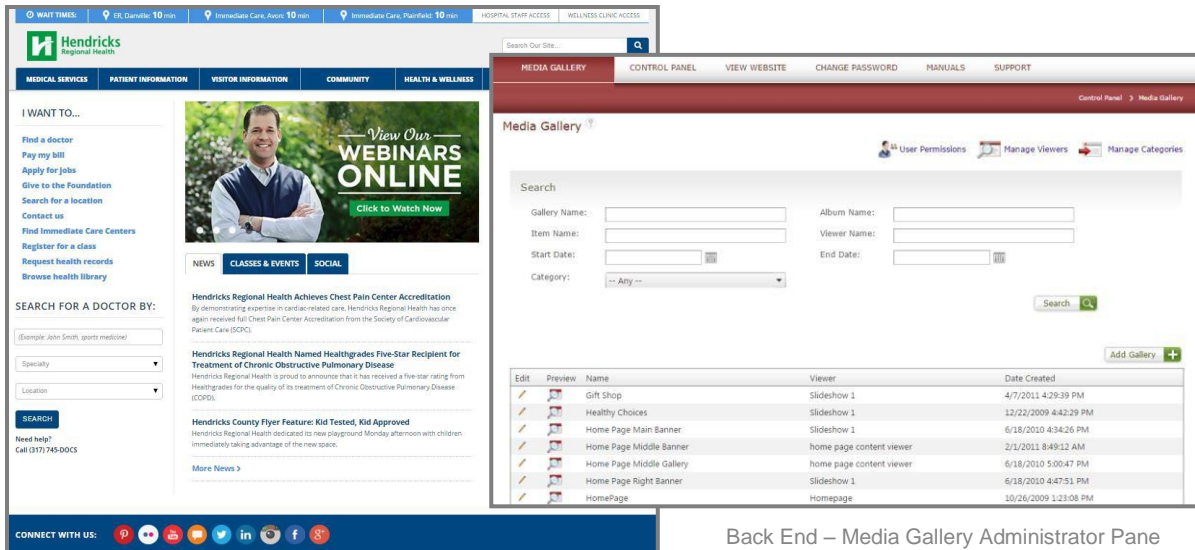 WAIT TIMES: ER, Danville: 10 min Immediate Care, Avon: 10 min Immediate Care, Plainfield: 10 min HOSPITAL STAFF ACCESS WELLNESS CLINIC ACCESS
Hendricks
Regional Health
Search Our Site...
MEDICAL SERVICES PATIENT INFORMATION VISITOR INFORMATION COMMUNITY HEALTH & WELLNESS
I WANT TO...
Find a doctor
Pay my bill
Apply for Jobs
Give to the Foundation
Search for a location
Contact us
Find Immediate Care Centers
Register for a class
Request health records
Browse health library
SEARCH FOR A DOCTOR BY:
(Example: John Smith, sports medicine)
Specialty
Location
SEARCH
Need help?
Call (317) 745-DOCS
View Our
WEBINARS
ONLINE
Click to Watch Now
NEWS CLASSES & EVENTS SOCIAL
Hendricks Regional Health Achieves Chest Pain Center Accreditation
By demonstrating expertise in cardiac-related care, Hendricks Regional Health has once
again received full Chest Pain Center Accreditation from the Society of Cardiovascular
Patient Care (SCPC).
Hendricks Regional Health Named Healthgrades Five-Star Recipient for
Treatment of Chronic Obstructive Pulmonary Disease
Hendricks Regional Health is proud to announce that it has received a five-star rating from
Healthgrades for the quality of its treatment of Chronic Obstructive Pulmonary Disease
(COPD).
Hendricks County Flyer Feature: Kid Tested, Kid Approved
Hendricks Regional Health dedicated its new playground Monday afternoon with children
immediately taking advantage of the new space.
More News >
CONNECT WITH US:
MEDIA GALLERY CONTROL PANEL VIEW WEBSITE CHANGE PASSWORD MANUALS SUPPORT
Control Panel > Media Gallery
Media Gallery ?
User Permissions Manage Viewers Manage Categories
Search
Gallery Name: Album Name:
Item Name: Viewer Name:
Start Date: End Date:
Category: -- Any --
Search
Add Gallery
Edit Preview Name Viewer Date Created
Gift Shop Slideshow 1 4/7/2011 4:29:39 PM
Healthy Choices Slideshow 1 12/22/2009 4:42:29 PM
Home Page Main Banner Slideshow 1 6/18/2010 4:34:26 PM
Home Page Middle Banner home page content viewer 2/1/2011 8:49:12 AM
Home Page Middle Gallery home page content viewer 6/18/2010 5:00:47 PM
Home Page Right Banner Slideshow 1 6/18/2010 4:47:51 PM
HomePage Homepage 10/26/2009 1:23:08 PM
Back End – Media Gallery Administrator Pane